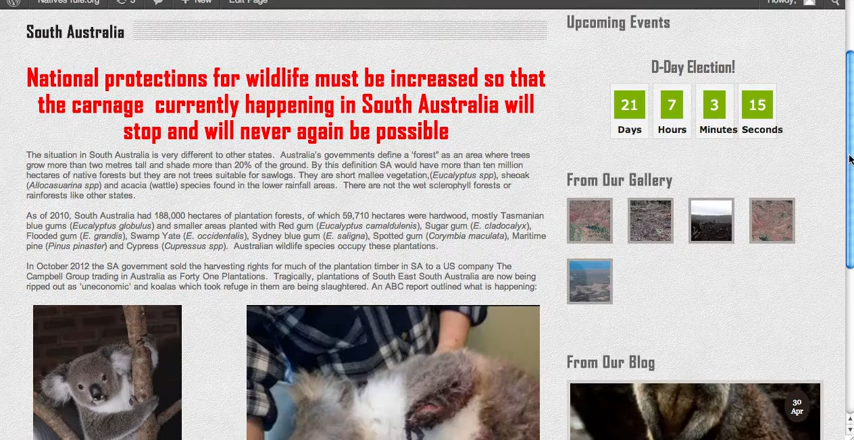 Natives rule.org
3
New
Edit Page
Howdy,
South Australia
National protections for wildlife must be increased so that
the carnage currently happening in South Australia will
stop and will never again be possible
The situation in South Australia is very different to other states. Australia's governments define a 'forest" as an area where trees
grow more than two metres tall and shade more than 20% of the ground. By this definition SA would have more than ten million
hectares of native forests but they are not trees suitable for sawlogs. They are short mallee vegetation,(Eucalyptus spp), sheoak
(Allocasuarina spp) and acacia (wattle) species found in the lower rainfall areas. There are not the wet sclerophyll forests or
rainforests like other states.
As of 2010, South Australia had 188,000 hectares of plantation forests, of which 59,710 hectares were hardwood, mostly Tasmanian
blue gums (Eucalyptus globulus) and smaller areas planted with Red gum (Eucalyptus camaldulenis), Sugar gum (E. cladocalyx),
Flooded gum (E. grandis), Swamp Yate (E. occidentalis), Sydney blue gum (E. saligna), Spotted gum (Corymbia maculata), Maritime
pine (Pinus pinaster) and Cypress (Cupressus spp). Australian wildlife species occupy these plantations.
In October 2012 the SA government sold the harvesting rights for much of the plantation timber in SA to a US company The
Campbell Group trading in Australia as Forty One Plantations. Tragically, plantations of South East South Australia are now being
ripped out as 'uneconomic' and koalas which took refuge in them are being slaughtered. An ABC report outlined what is happening:
Upcoming Events
D-Day Election!
21 7 3 15
Days Hours Minutes Seconds
From Our Gallery
From Our Blog
30
Apr